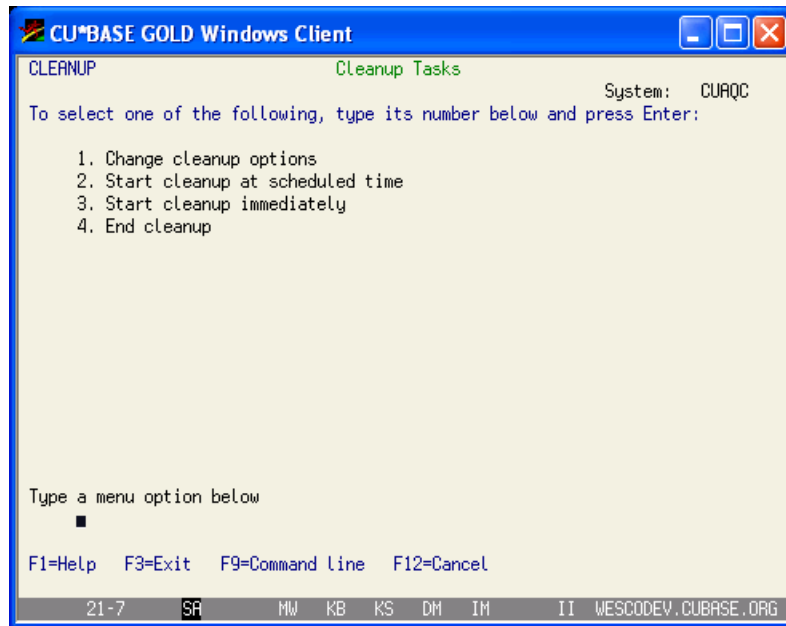 CU*BASE GOLD Windows Client
CLEANUP Cleanup Tasks
System: CUAQC
To select one of the following, type its number below and press Enter:
1. Change cleanup options
2. Start cleanup at scheduled time
3. Start cleanup immediately
4. End cleanup
Type a menu option below
F1=Help F3=Exit F9=Command line F12=Cancel
21-7 SA MW KB KS DM IM II WESCODEV.CUBASE.ORG